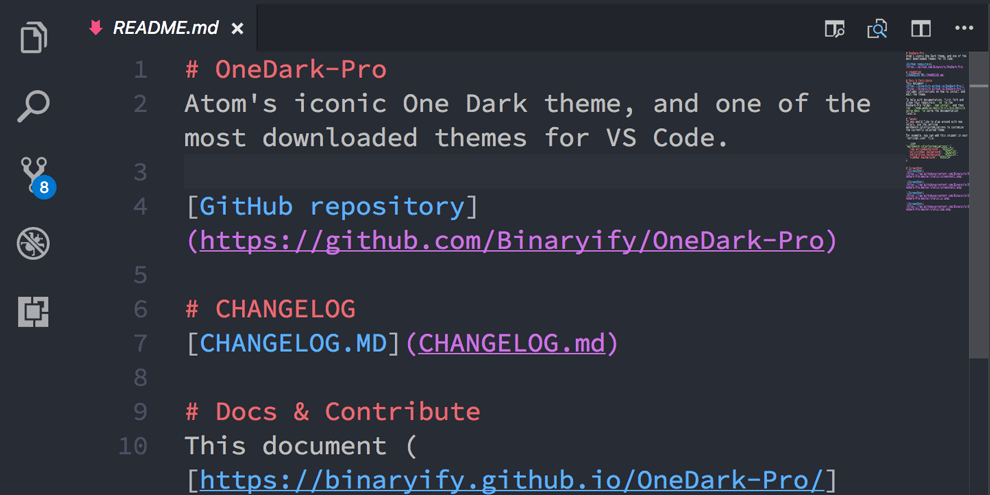 README.md ×
1 # OneDark-Pro
2 Atom's iconic One Dark theme, and one of the
most downloaded themes for VS Code.
3
4 [GitHub repository]
(https://github.com/Binaryify/OneDark-Pro)
5
6 # CHANGELOG
7 [CHANGELOG.MD](CHANGELOG.md)
8
9 # Docs & Contribute
10 This document (
[https://binaryify.github.io/OneDark-Pro/]
8